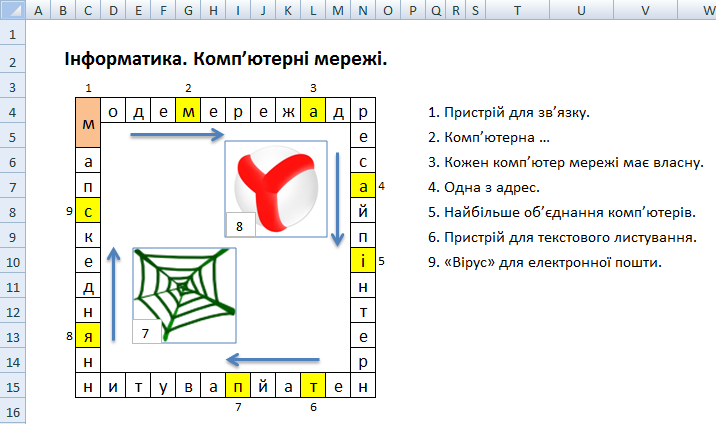 A B C D E F G H I J K L M N O P Q R S T U V W
1
2 Інформатика. Комп’ютерні мережі.
3 1 2 3
4 м о д е м е р е ж а д р 1. Пристрій для зв’язку.
5 е 2. Комп’ютерна ...
6 а с 3. Кожен комп’ютер мережі має власну.
7 п а 4 4. Одна з адрес.
8 9 с 8 й 5. Найбільше об’єднання комп’ютерів.
9 к п 6. Пристрій для текстового листування.
10 е і 5 9. «Вірус» для електронної пошти.
11 д н
12 н т
13 8 я 7 е
14 н р
15 н и т у в а п й а т е н
16 7 6